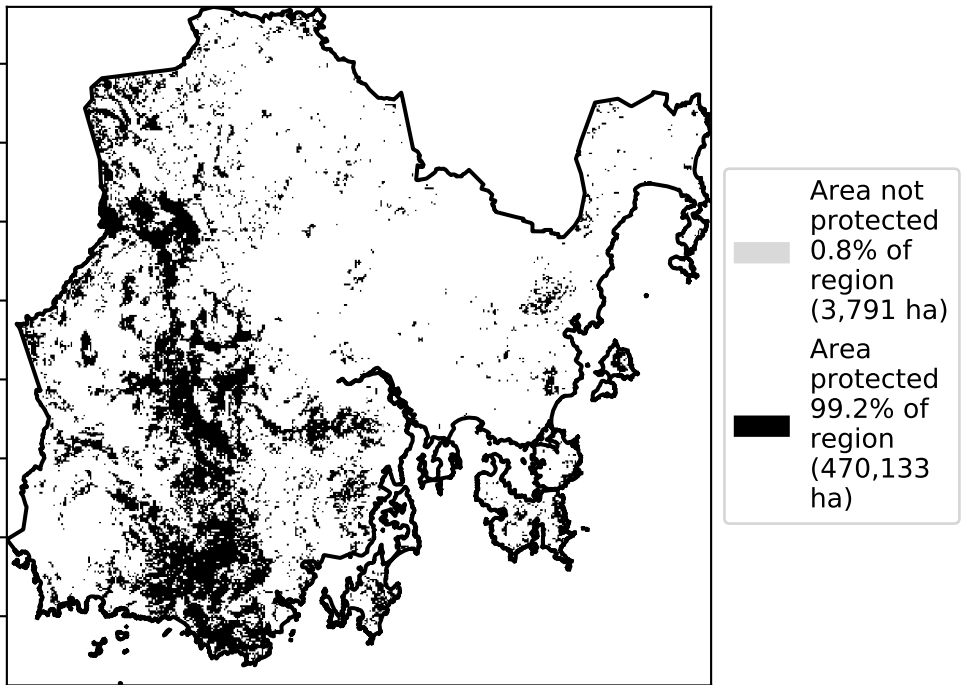 Area not
protected
0.8% of
region
(3,791 ha)
Area
protected
99.2% of
region
(470,133
ha)